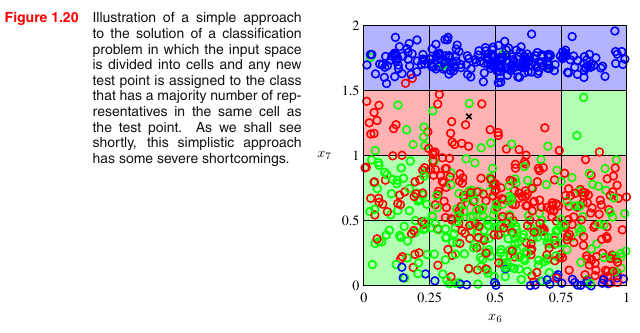 Figure 1.20 Illustration of a simple approach
to the solution of a classification
problem in which the input space
is divided into cells and any new
test point is assigned to the class
that has a majority number of rep-
resentatives in the same cell as
the test point. As we shall see
shortly, this simplistic approach
has some severe shortcomings.
2
1.5
x7
1
0.5
0
0 0.25 0.5 0.75 1
x6